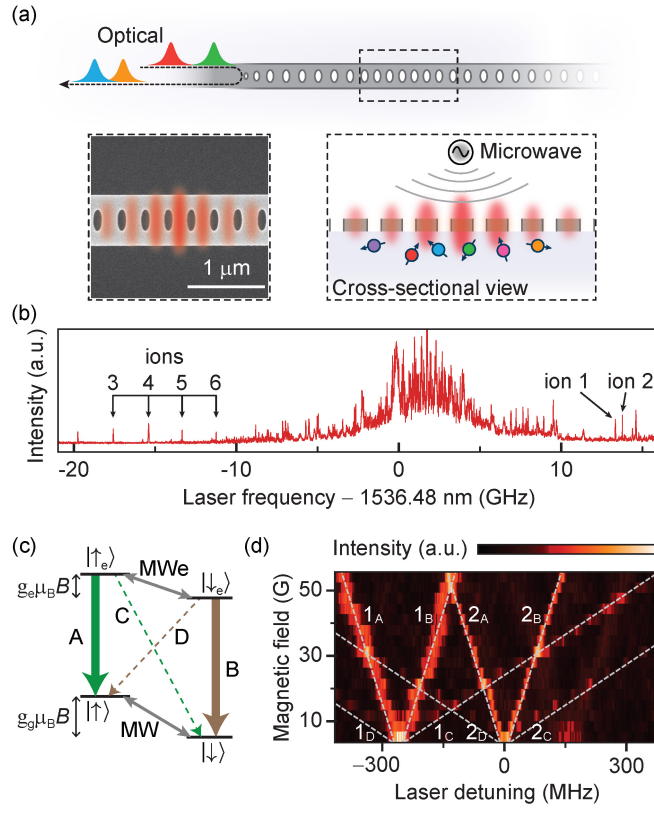 (a)
Optical
Microwave
1 μm
Cross-sectional view
(b)
Intensity (a.u.)
ions
3 4 5 6
ion 1 ion 2
−20 −10 0 10
Laser frequency − 1536.48 nm (GHz)
(c)
|↑e⟩
MWe
|↓e⟩
geμBB
A
C
D
B
ggμBB
|↑⟩
MW
|↓⟩
(d)
Intensity (a.u.)
Magnetic field (G)
50
30
10
1A 1B 2A 2B
1D 1C 2D 2C
−300 0 300
Laser detuning (MHz)